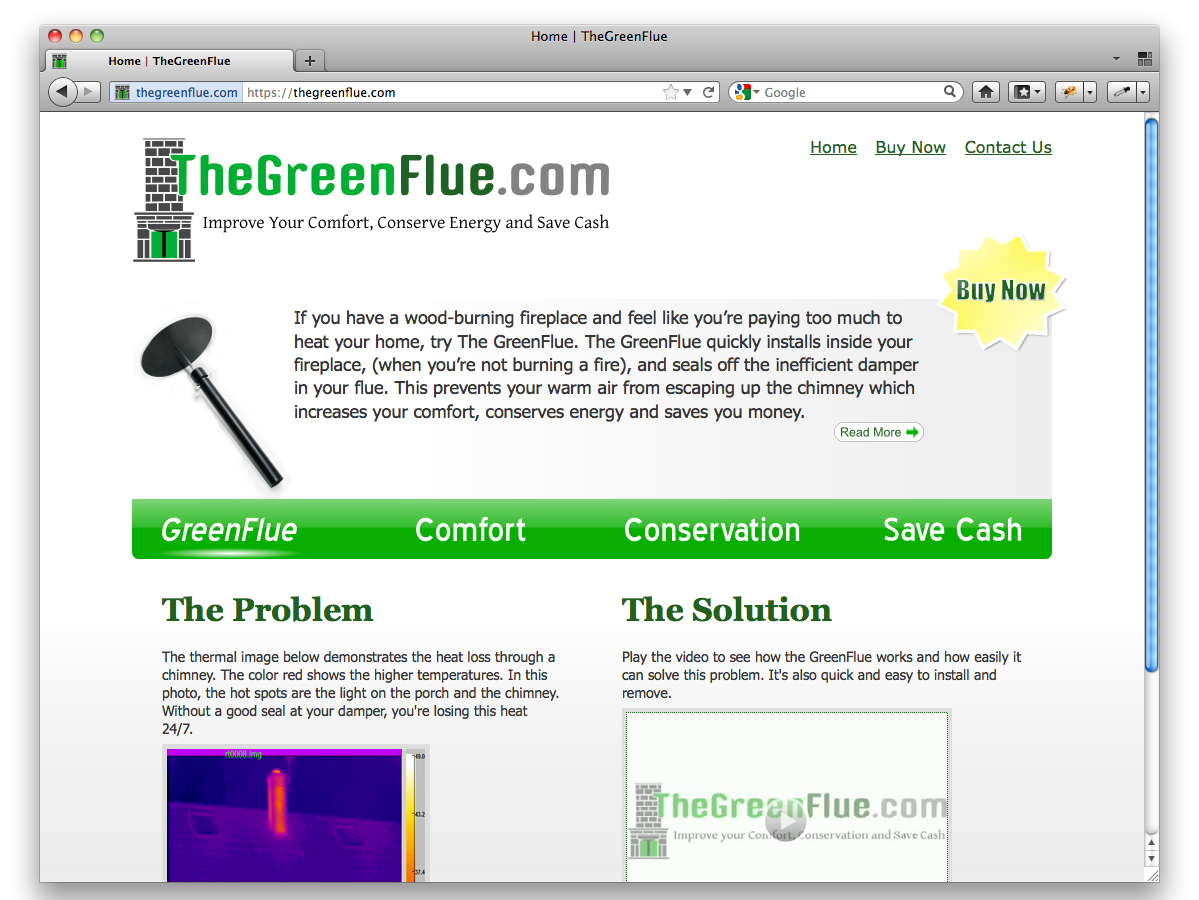 Home | TheGreenFlue
Home | TheGreenFlue
thegreenflue.com https://thegreenflue.com
Google
TheGreenFlue.com
Improve Your Comfort, Conserve Energy and Save Cash
Home Buy Now Contact Us
Buy Now
If you have a wood-burning fireplace and feel like you’re paying too much to
heat your home, try The GreenFlue. The GreenFlue quickly installs inside your
fireplace, (when you’re not burning a fire), and seals off the inefficient damper
in your flue. This prevents your warm air from escaping up the chimney which
increases your comfort, conserves energy and saves you money.
Read More
GreenFlue Comfort Conservation Save Cash
The Problem
The thermal image below demonstrates the heat loss through a
chimney. The color red shows the higher temperatures. In this
photo, the hot spots are the light on the porch and the chimney.
Without a good seal at your damper, you're losing this heat
24/7.
rt0008.img
49.0
43.2
37.4
The Solution
Play the video to see how the GreenFlue works and how easily it
can solve this problem. It's also quick and easy to install and
remove.
TheGreenFlue.com
Improve your Comfort, Conservation and Save Cash